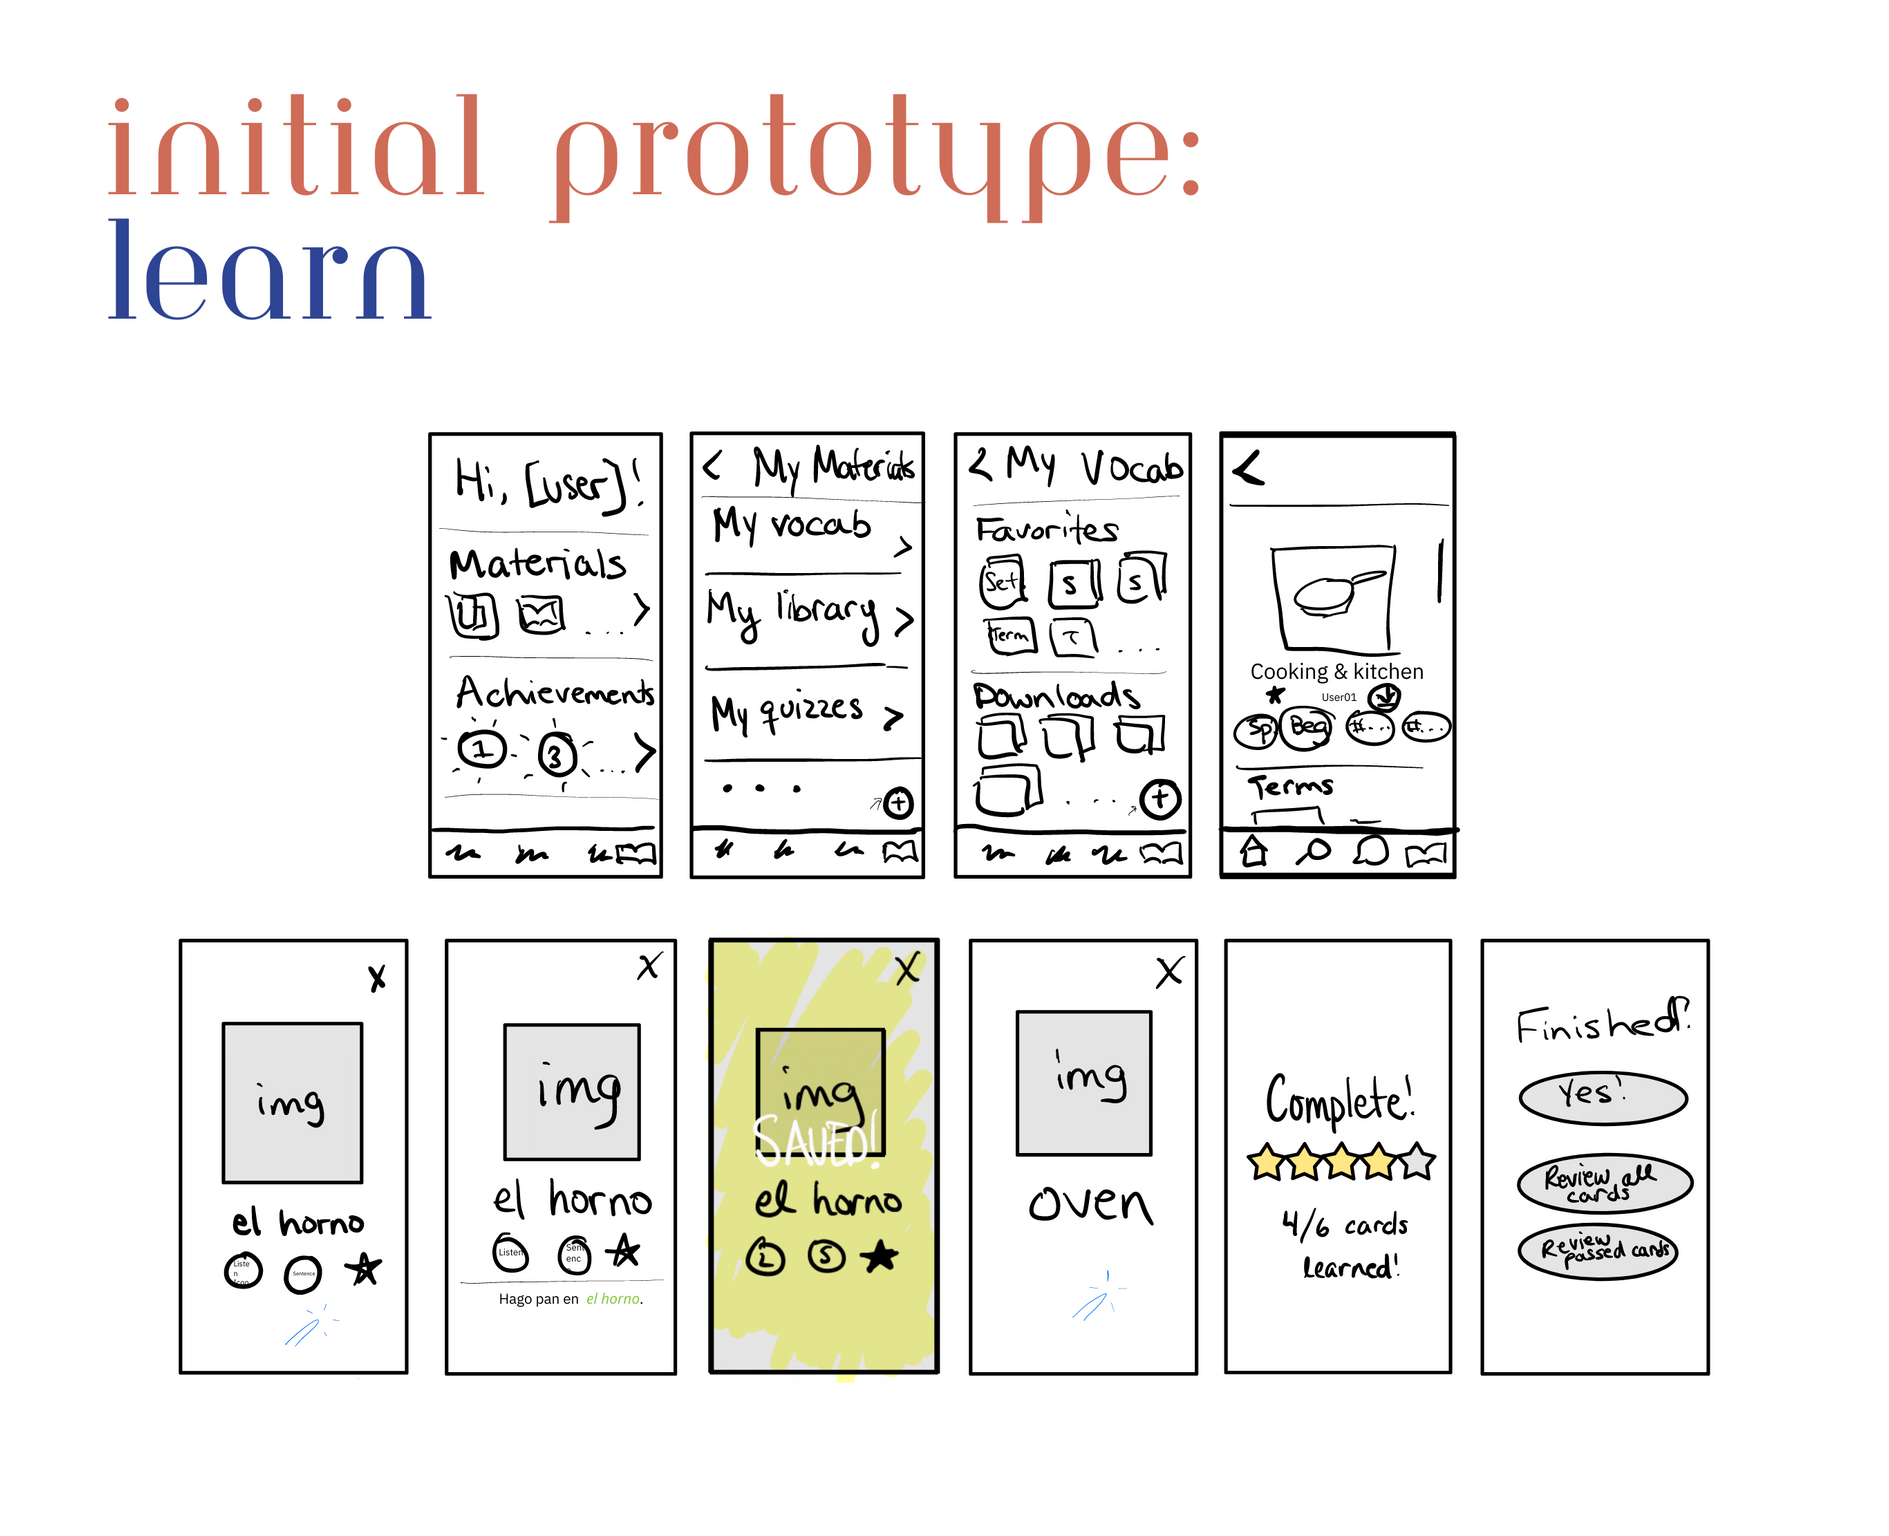 initial prototype:
learn
Hi, [user]!
Materials
...
Achievements
1 3 ...
< My Materials
My vocab >
My library >
My quizzes >
...
+
< My Vocab
Favorites
Set S S
Term T ...
Downloads
... +
<
Cooking & kitchen
User01
Sp Beg #... #...
Terms
X
img
el horno
Listen Icon Sentence
X
img
el horno
Listen Sentenc
Hago pan en el horno.
X
img
SAVED!
el horno
L S
X
img
oven
Complete!
4/6 cards
learned!
Finished?
Yes!
Review all
cards
Review
passed cards